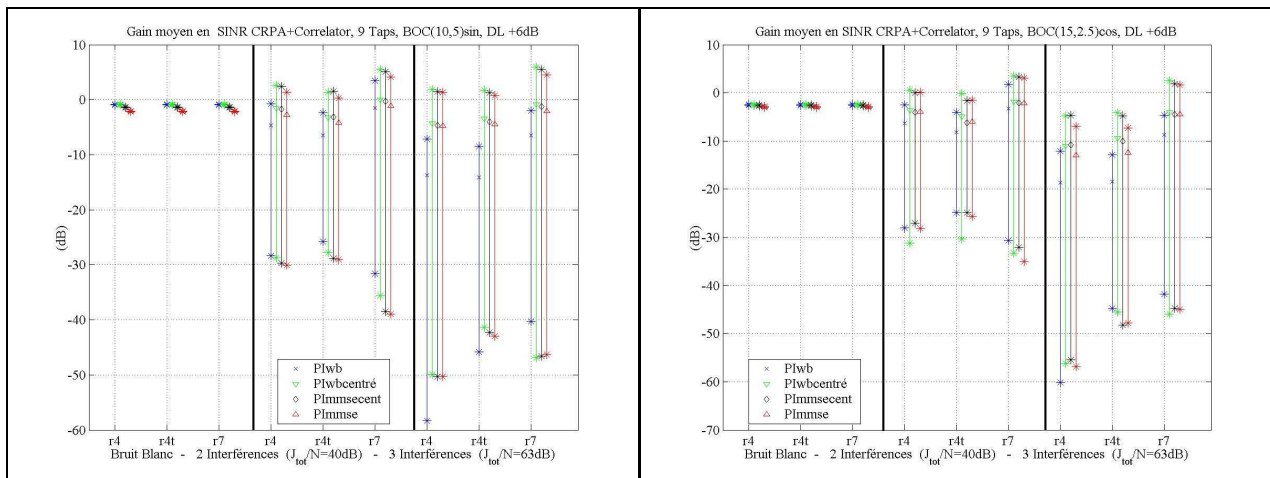 Gain moyen en SINR CRPA+Correlator, 9 Taps, BOC(10,5)sin, DL +6dB
10
0
-10
-20
-30
-40
-50
-60
(dB)
PIwb
PIwbcentré
PImmsecent
PImmse
r4 r4t r7 r4 r4t r7 r4 r4t r7
Bruit Blanc - 2 Interférences (J_tot/N=40dB) - 3 Interférences (J_tot/N=63dB)
Gain moyen en SINR CRPA+Correlator, 9 Taps, BOC(15,2.5)cos, DL +6dB
10
0
-10
-20
-30
-40
-50
-60
-70
(dB)
PIwb
PIwbcentré
PImmsecent
PImmse
r4 r4t r7 r4 r4t r7 r4 r4t r7
Bruit Blanc - 2 Interférences (J_tot/N=40dB) - 3 Interférences (J_tot/N=63dB)